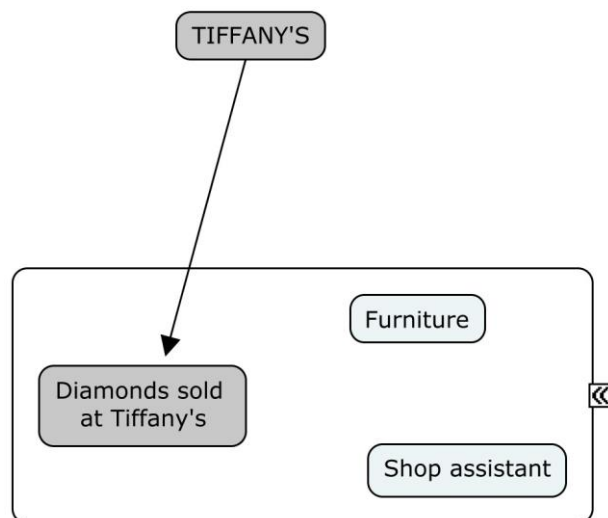 TIFFANY'S
Furniture
Diamonds sold
at Tiffany's
Shop assistant